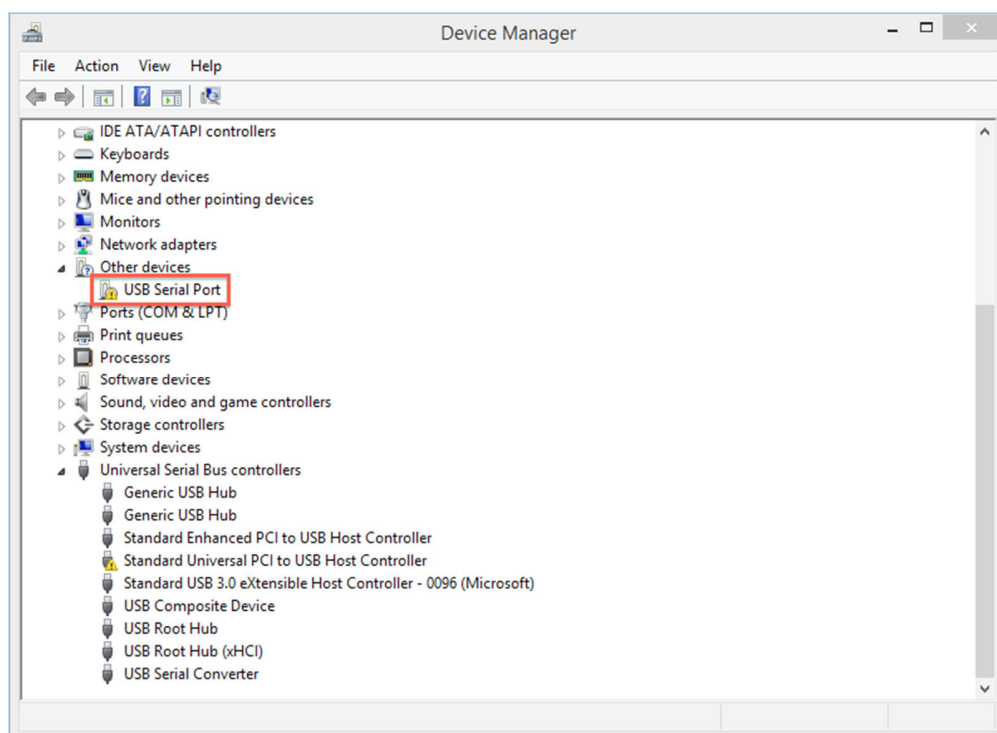 Device Manager
File Action View Help
IDE ATA/ATAPI controllers
Keyboards
Memory devices
Mice and other pointing devices
Monitors
Network adapters
Other devices
USB Serial Port
Ports (COM & LPT)
Print queues
Processors
Software devices
Sound, video and game controllers
Storage controllers
System devices
Universal Serial Bus controllers
Generic USB Hub
Generic USB Hub
Standard Enhanced PCI to USB Host Controller
Standard Universal PCI to USB Host Controller
Standard USB 3.0 eXtensible Host Controller - 0096 (Microsoft)
USB Composite Device
USB Root Hub
USB Root Hub (xHCI)
USB Serial Converter